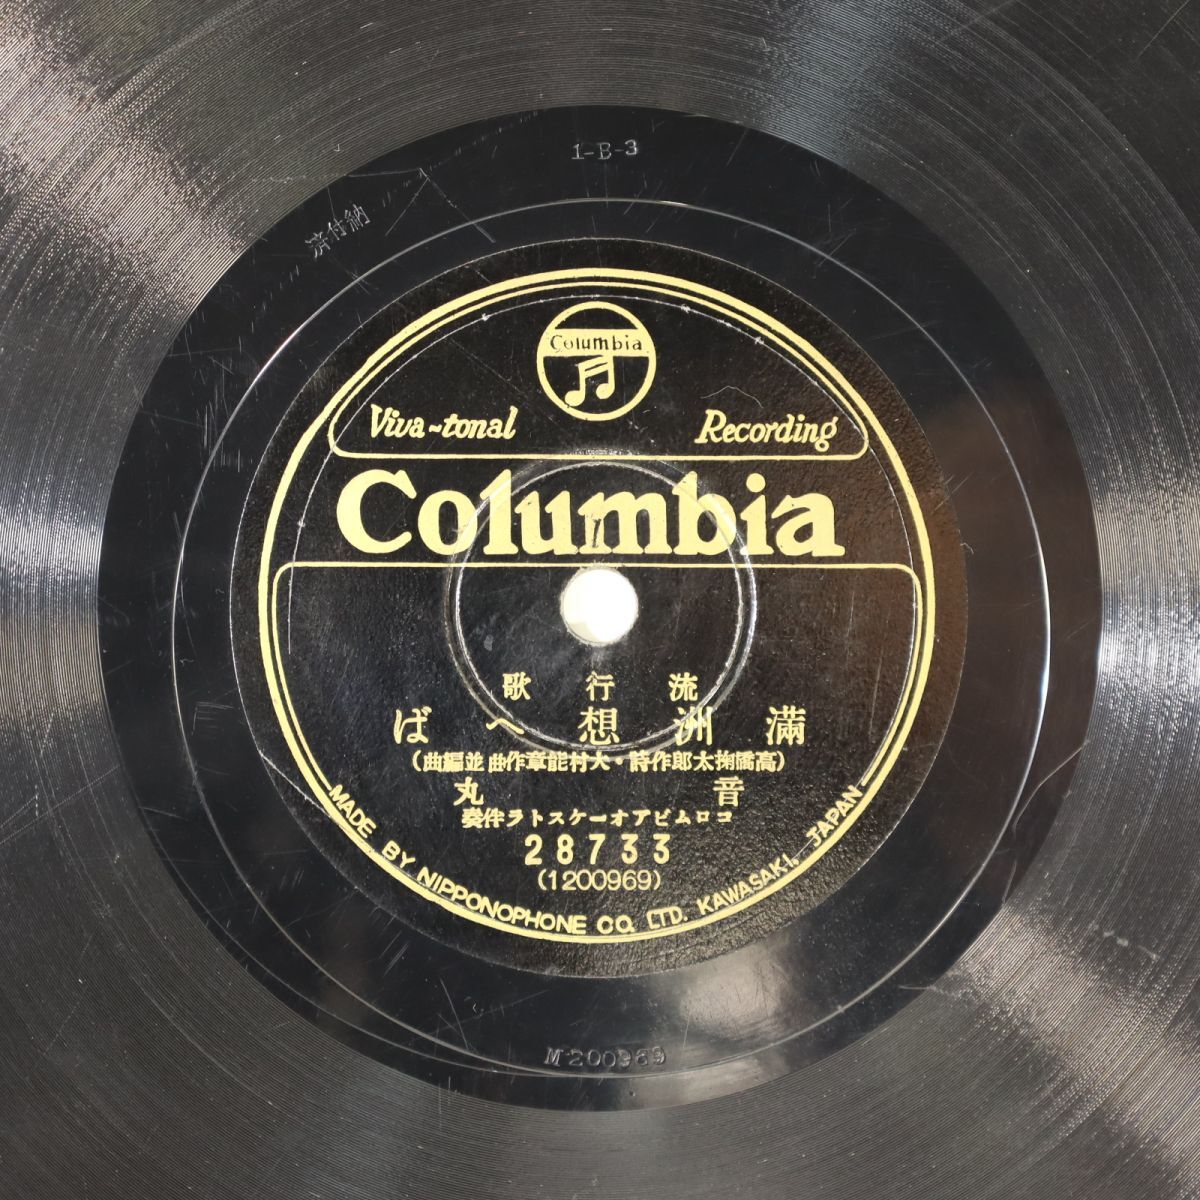 1-B-3
納付済
Columbia
Viva-tonal Recording
Columbia
流行歌
滿洲想へば
(高橋掬太郎作詩・大村能章作曲並編曲)
音丸
コロムビアオーケストラ伴奏
28733
(1200969)
MADE BY NIPPONOPHONE CO. LTD. KAWASAKI, JAPAN
M200969